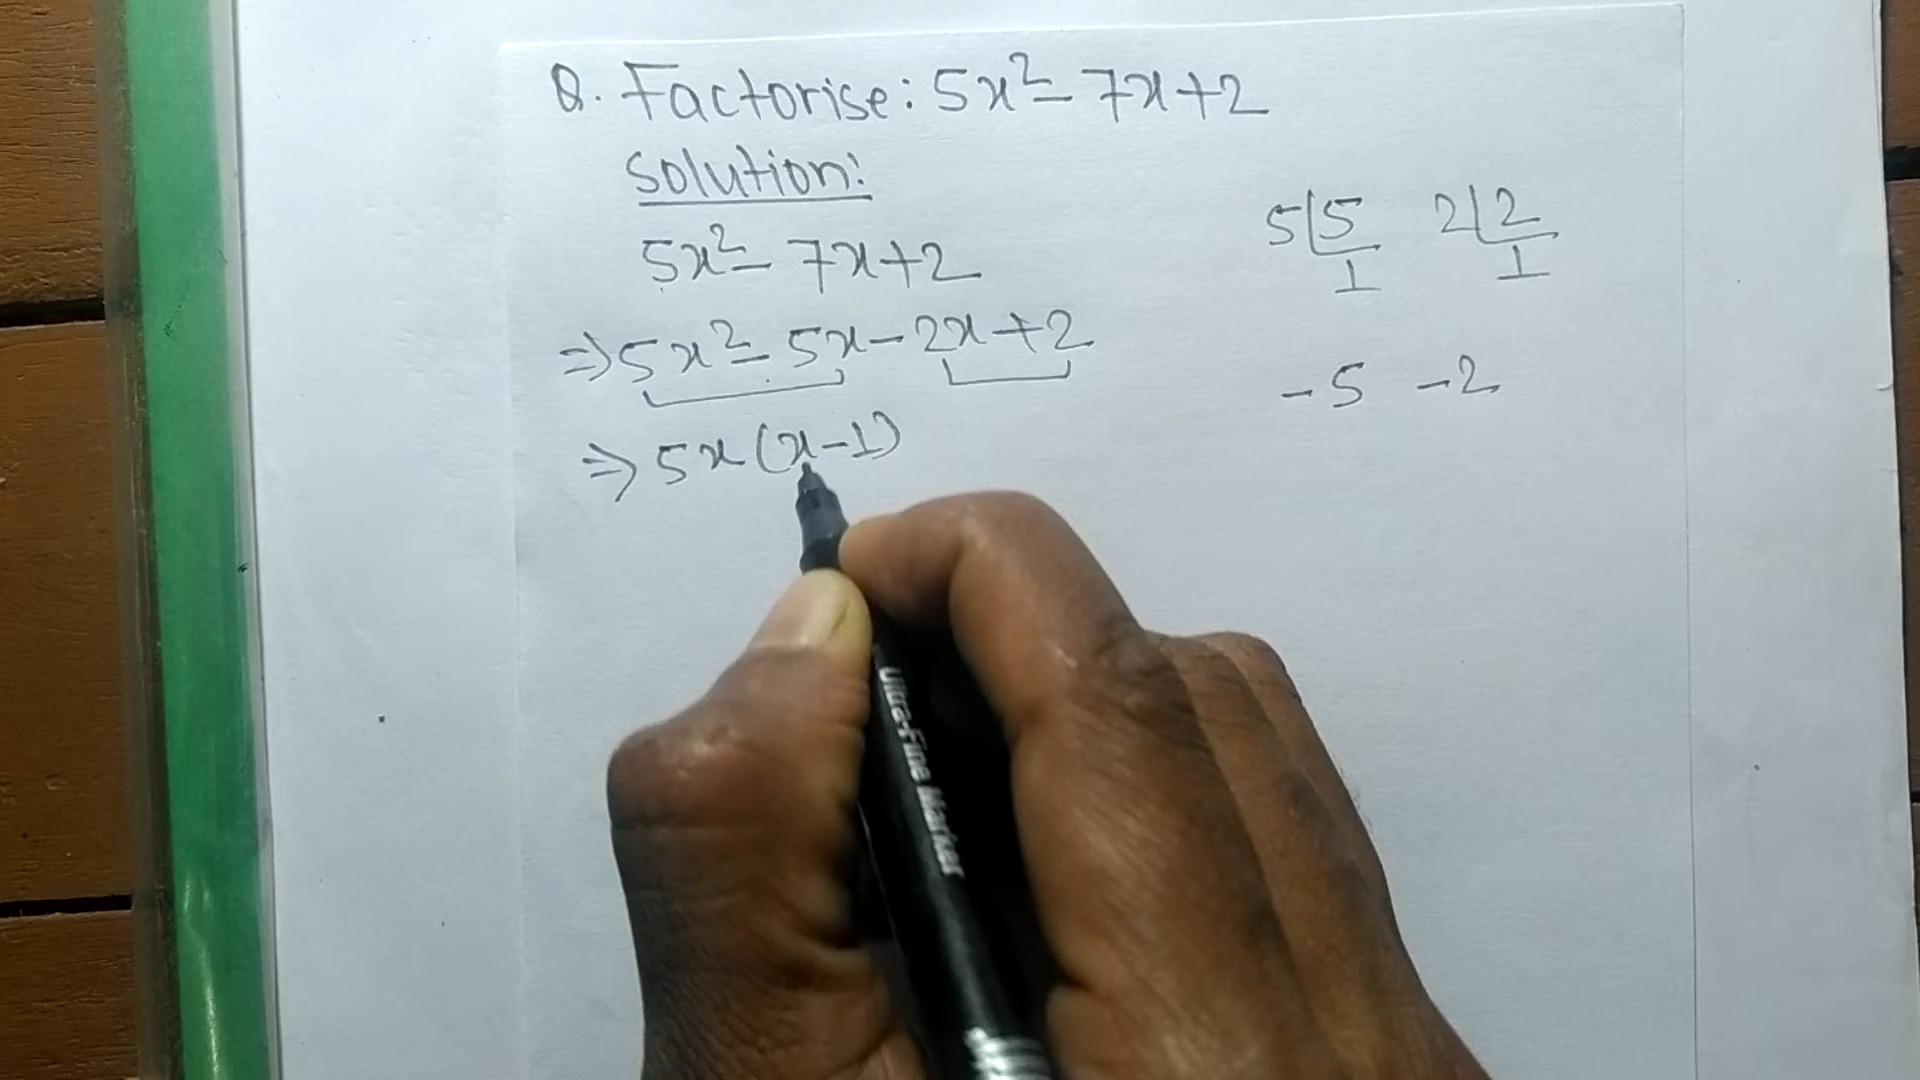 Q. Factorise: 5x² - 7x + 2
Solution:
5x² - 7x + 2
⇒ 5x² - 5x - 2x + 2
⇒ 5x(x - 1)
5|5 2|2
1 1
-5 -2
Ultra-Fine Marker